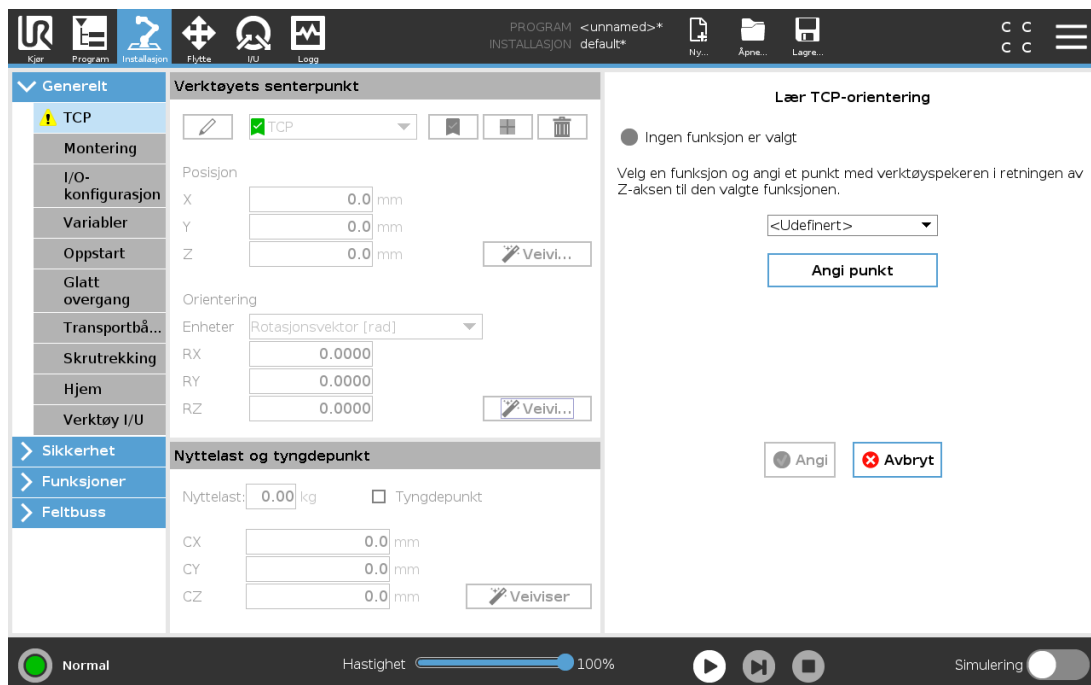 PROGRAM <unnamed>*
INSTALLASJON default*
Kjør
Program
Installasjon
Flytte
I/U
Logg
Ny...
Åpne...
Lagre...
C C
C C
Generelt
TCP
Montering
I/O-
konfigurasjon
Variabler
Oppstart
Glatt
overgang
Transportbå...
Skrutrekking
Hjem
Verktøy I/U
Sikkerhet
Funksjoner
Feltbuss
Verktøyets senterpunkt
TCP
Posisjon
X 0.0 mm
Y 0.0 mm
Z 0.0 mm
Veivi...
Orientering
Enheter Rotasjonsvektor [rad]
RX 0.0000
RY 0.0000
RZ 0.0000
Veivi...
Nyttelast og tyngdepunkt
Nyttelast: 0.00 kg
Tyngdepunkt
CX 0.0 mm
CY 0.0 mm
CZ 0.0 mm
Veiviser
Lær TCP-orientering
Ingen funksjon er valgt
Velg en funksjon og angi et punkt med verktøyspekeren i retningen av
Z-aksen til den valgte funksjonen.
<Udefinert>
Angi punkt
Angi
Avbryt
Normal
Hastighet 100%
Simulering